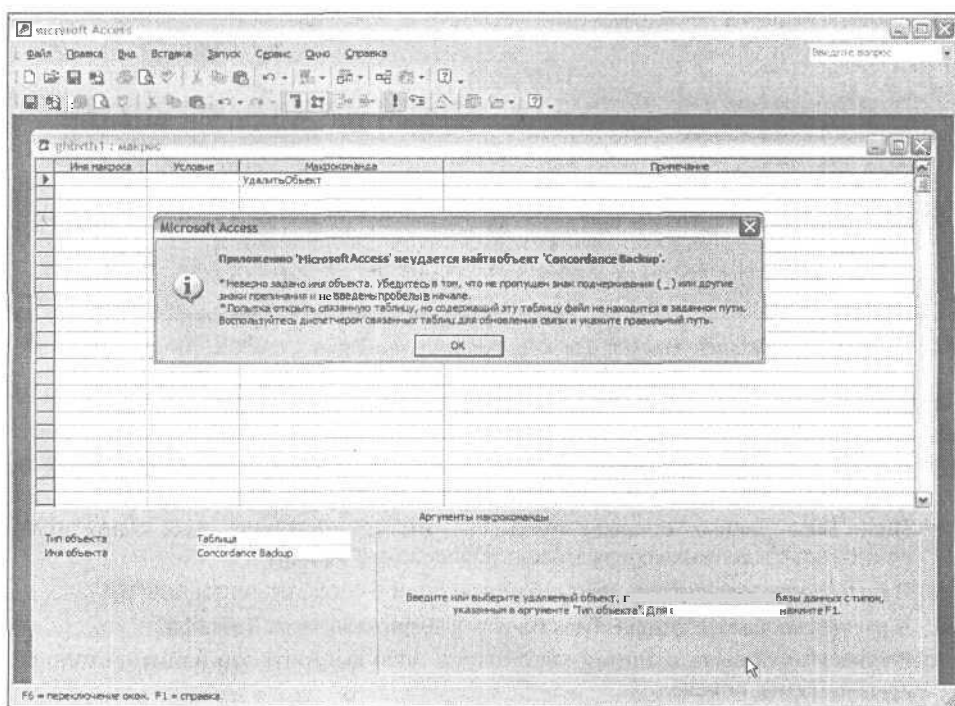 Microsoft Access
Файл Правка Вид Вставка Запуск Сервис Окно Справка
Введите вопрос
ghbvth1 : макрос
Имя макроса Условие Макрокоманда Примечание
УдалитьОбъект
Microsoft Access
Приложению 'Microsoft Access' не удается найти объект 'Concordance Backup'.
* Неверно задано имя объекта. Убедитесь в том, что не пропущен знак подчеркивания ( _ ) или другие
знаки препинания и не введены пробелы в начале.
* Попытка открыть связанную таблицу, но содержащий эту таблицу файл не находится в заданном пути.
Воспользуйтесь диспетчером связанных таблиц для обновления связи и укажите правильный путь.
OK
Аргументы макрокоманды
Тип объекта Таблица
Имя объекта Concordance Backup
Введите или выберите удаляемый объект, базы данных с типом,
указанным в аргументе "Тип объекта". Для нажмите F1.
F6 = переключение окон. F1 = справка.